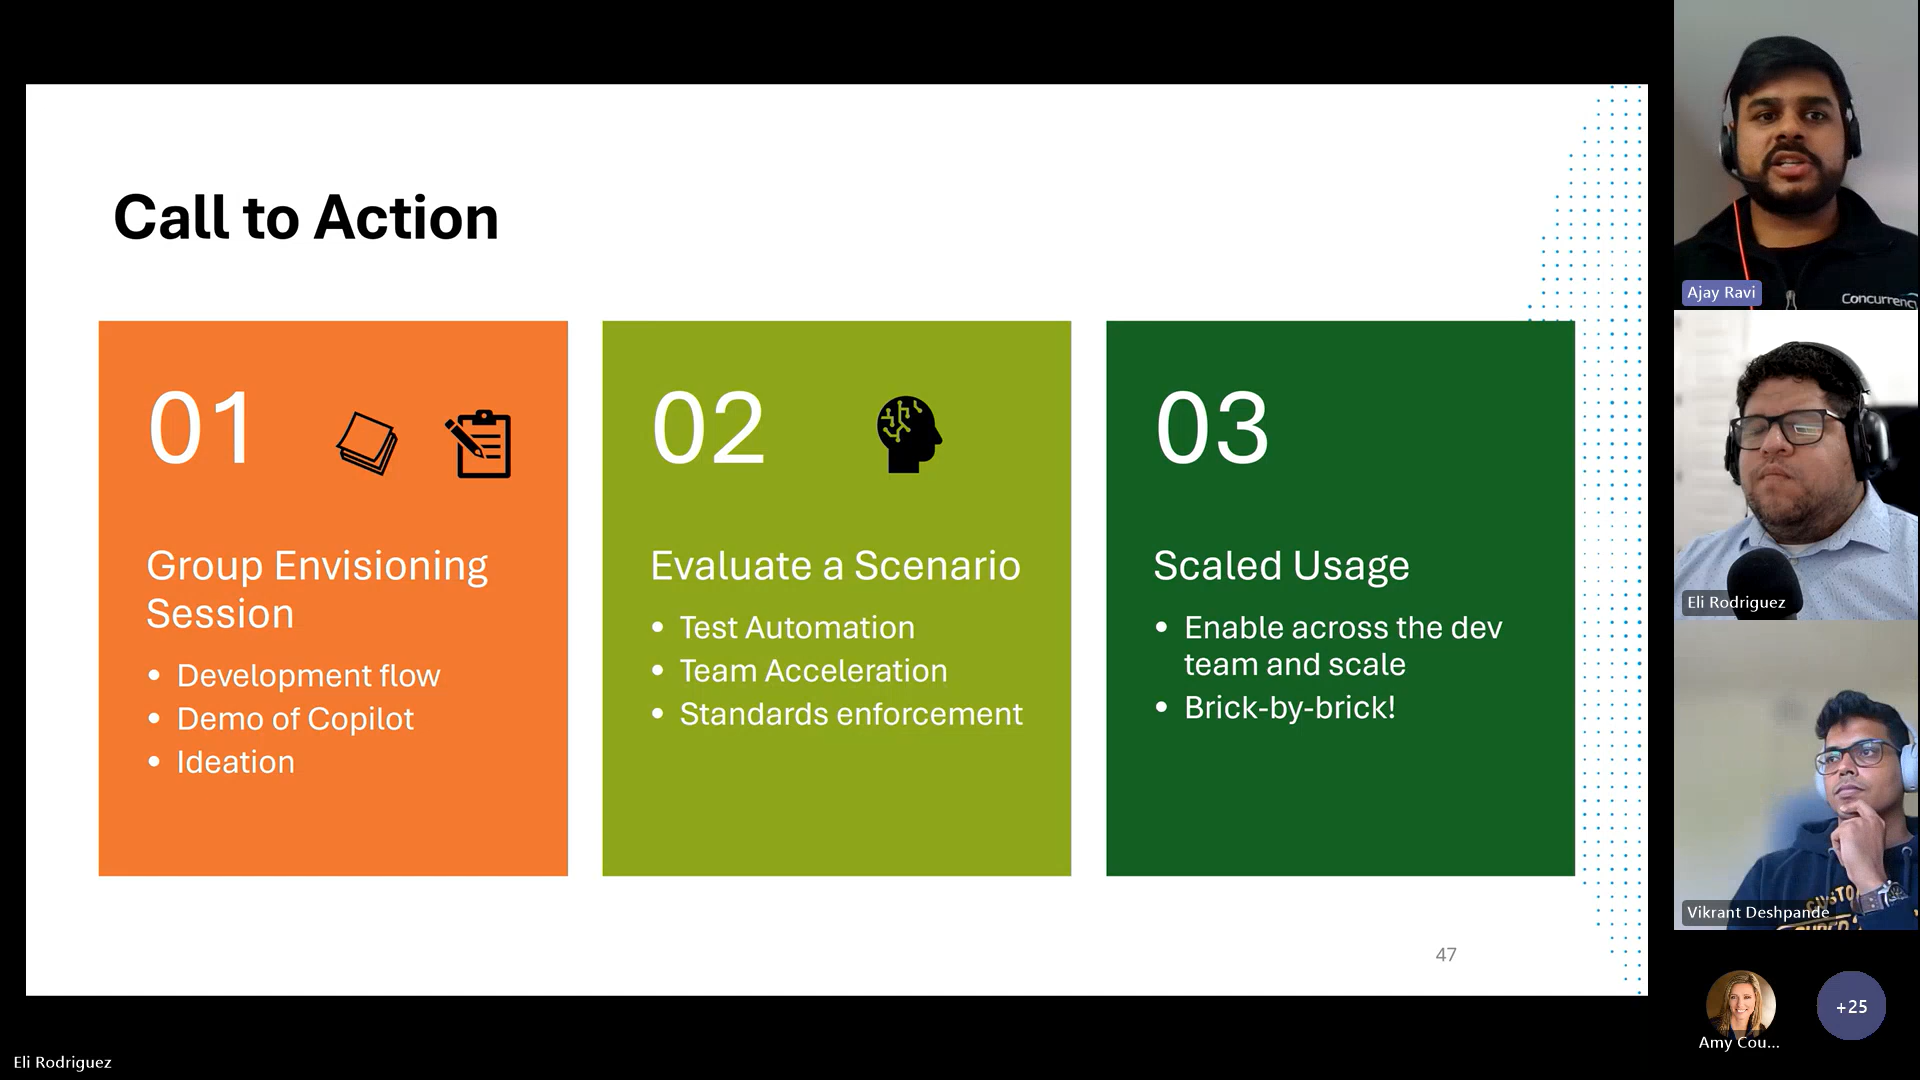 Call to Action
01
Group Envisioning
Session
• Development flow
• Demo of Copilot
• Ideation
02
Evaluate a Scenario
• Test Automation
• Team Acceleration
• Standards enforcement
03
Scaled Usage
• Enable across the dev
team and scale
• Brick-by-brick!
47
Ajay Ravi
Eli Rodriguez
Vikrant Deshpande
Amy Cou...
+25
Eli Rodriguez